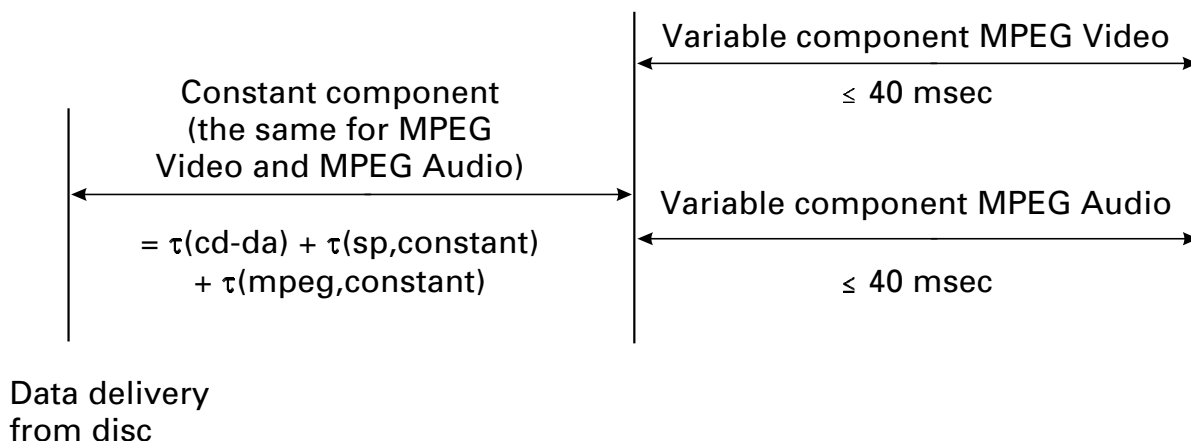 Variable component MPEG Video
≤ 40 msec
Constant component
(the same for MPEG
Video and MPEG Audio)
= τ(cd-da) + τ(sp,constant)
+ τ(mpeg,constant)
Variable component MPEG Audio
≤ 40 msec
Data delivery
from disc